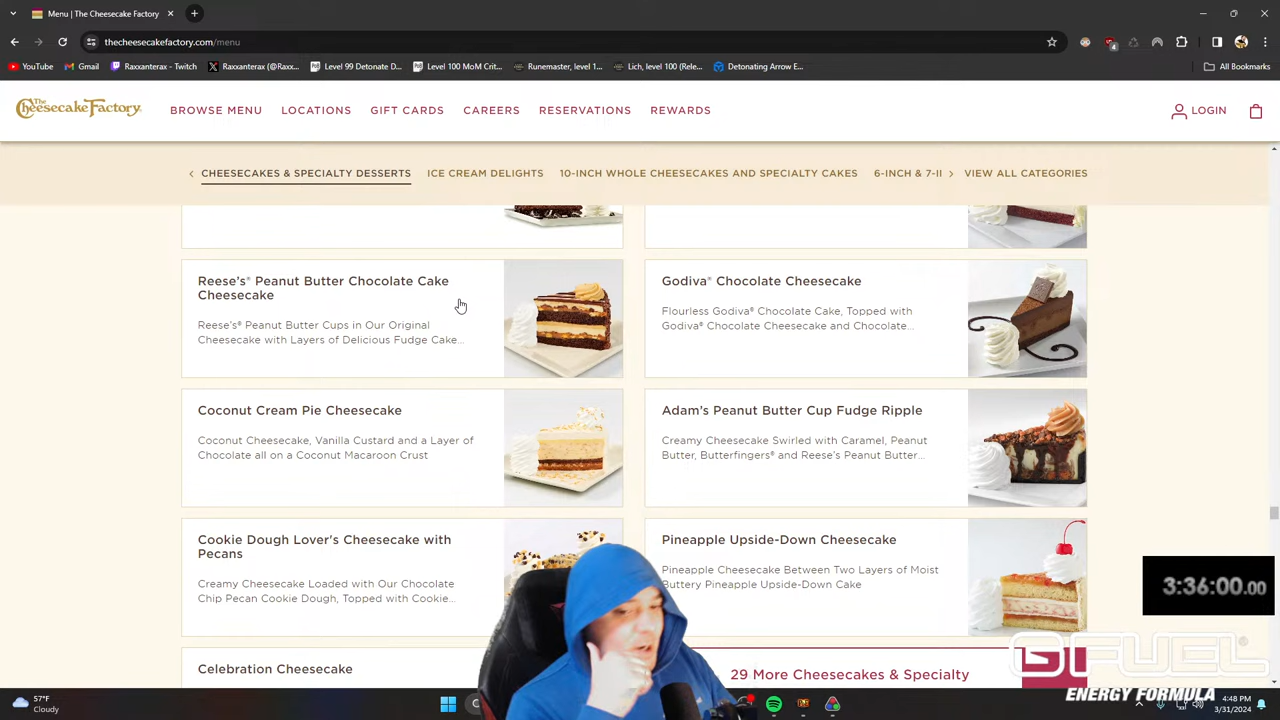 Menu |
thecheesecakefactory.com/menu
4
YouTube
Gmail
Raxxanterax - Twitch
Raxxanterax (@Raxx...
Level 99 Detonate D...
Level 100 MoM Critic...
Runemaster, level 1...
Lich, level 100 (Rele...
Detonating Arrow E...
All Bookmarks
The Cheesecake Factory
BROWSE MENU
LOCATIONS
GIFT CARDS
CAREERS
RESERVATIONS
REWARDS
LOGIN
CHEESECAKES & SPECIALTY DESSERTS
ICE CREAM DELIGHTS
10-INCH WHOLE CHEESECAKES AND SPECIALTY CAKES
6-INCH & 7-II
VIEW ALL CATEGORIES
Reese's® Peanut Butter Chocolate Cake
Cheesecake
Reese's® Peanut Butter Cups in Our Original
Cheesecake with Layers of Delicious Fudge Cake...
Godiva® Chocolate Cheesecake
Flourless Godiva® Chocolate Cake, Topped with
Godiva® Chocolate Cheesecake and Chocolate...
Coconut Cream Pie Cheesecake
Coconut Cheesecake, Vanilla Custard and a Layer of
Chocolate all on a Coconut Macaroon Crust
Adam's Peanut Butter Cup Fudge Ripple
Creamy Cheesecake Swirled with Caramel, Peanut
Butter, Butterfingers® and Reese's Peanut Butter...
Cookie Dough Lover's Cheesecake with
Pecans
Creamy Cheesecake Loaded with Our Chocolate
Chip Pecan Cookie Dough, Topped with Cookie...
Pineapple Upside-Down Cheesecake
Pineapple Cheesecake Between Two Layers of Moist
Buttery Pineapple Upside-Down Cake
3:36:00.00
Celebration Cheesecake
29 More Cheesecakes & Specialty
G FUEL®
ENERGY FORMULA
57°F
Cloudy
4:48 PM
3/31/2024